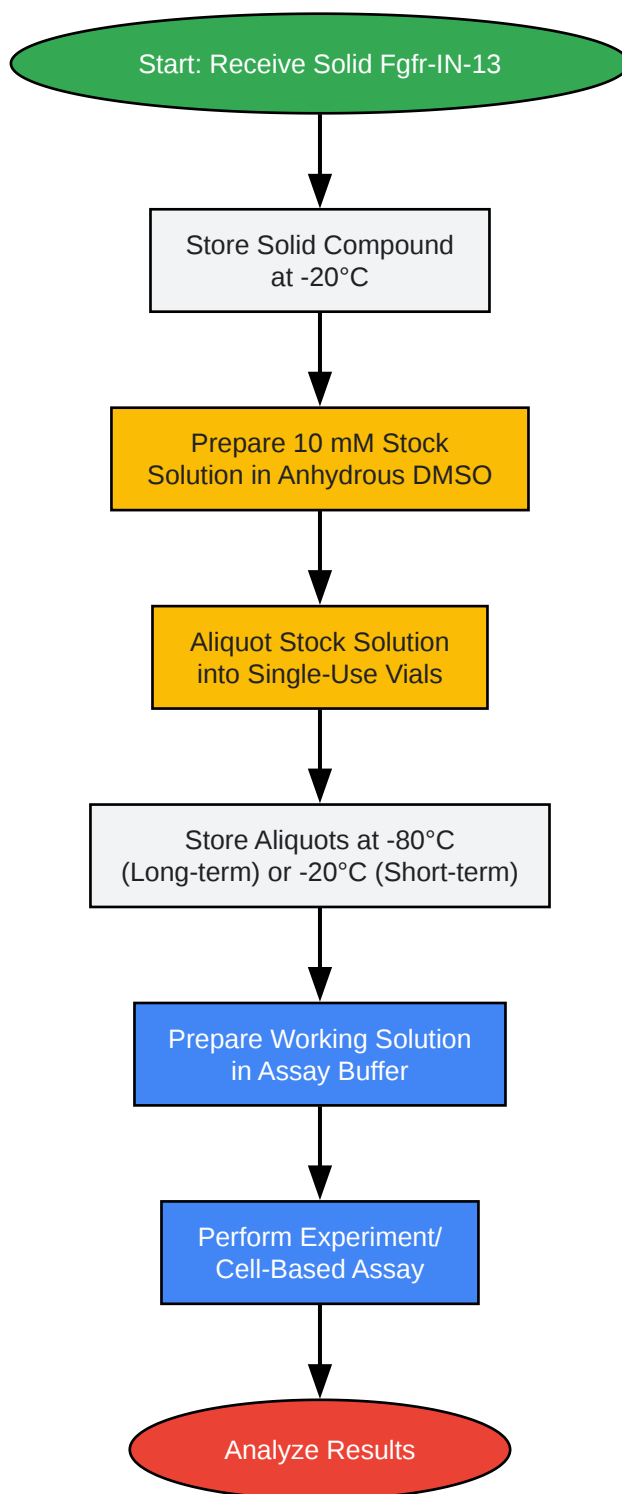 Start: Receive Solid Fgfr-IN-13
Store Solid Compound
at -20°C
Prepare 10 mM Stock
Solution in Anhydrous DMSO
Aliquot Stock Solution
into Single-Use Vials
Store Aliquots at -80°C
(Long-term) or -20°C (Short-term)
Prepare Working Solution
in Assay Buffer
Perform Experiment/
Cell-Based Assay
Analyze Results